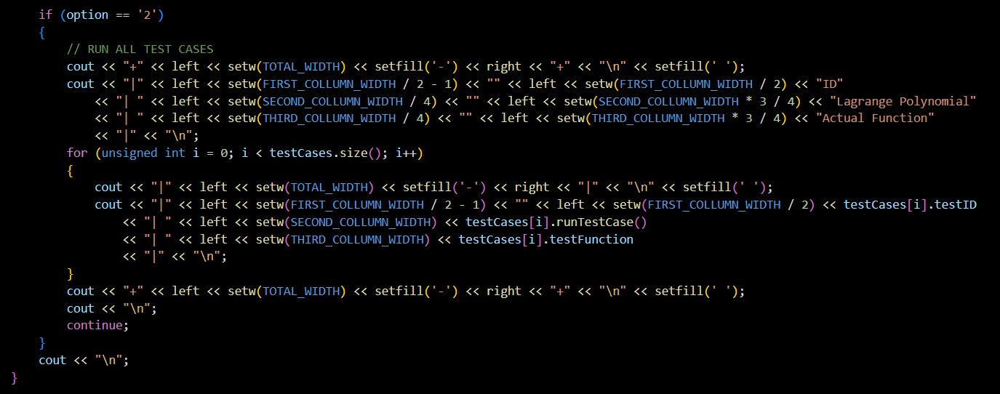 if (option == '2')
{
// RUN ALL TEST CASES
cout << "+" << left << setw(TOTAL_WIDTH) << setfill('-') << right << "+" << "\n" << setfill(' ');
cout << "|" << left << setw(FIRST_COLLUMN_WIDTH / 2 - 1) << "" << left << setw(FIRST_COLLUMN_WIDTH / 2) << "ID"
<< "| " << left << setw(SECOND_COLLUMN_WIDTH / 4) << "" << left << setw(SECOND_COLLUMN_WIDTH * 3 / 4) << "Lagrange Polynomial"
<< "| " << left << setw(THIRD_COLLUMN_WIDTH / 4) << "" << left << setw(THIRD_COLLUMN_WIDTH * 3 / 4) << "Actual Function"
<< "|" << "\n";
for (unsigned int i = 0; i < testCases.size(); i++)
{
cout << "|" << left << setw(TOTAL_WIDTH) << setfill('-') << right << "|" << "\n" << setfill(' ');
cout << "|" << left << setw(FIRST_COLLUMN_WIDTH / 2 - 1) << "" << left << setw(FIRST_COLLUMN_WIDTH / 2) << testCases[i].testID
<< "| " << left << setw(SECOND_COLLUMN_WIDTH) << testCases[i].runTestCase()
<< "| " << left << setw(THIRD_COLLUMN_WIDTH) << testCases[i].testFunction
<< "|" << "\n";
}
cout << "+" << left << setw(TOTAL_WIDTH) << setfill('-') << right << "+" << "\n" << setfill(' ');
cout << "\n";
continue;
}
cout << "\n";
}